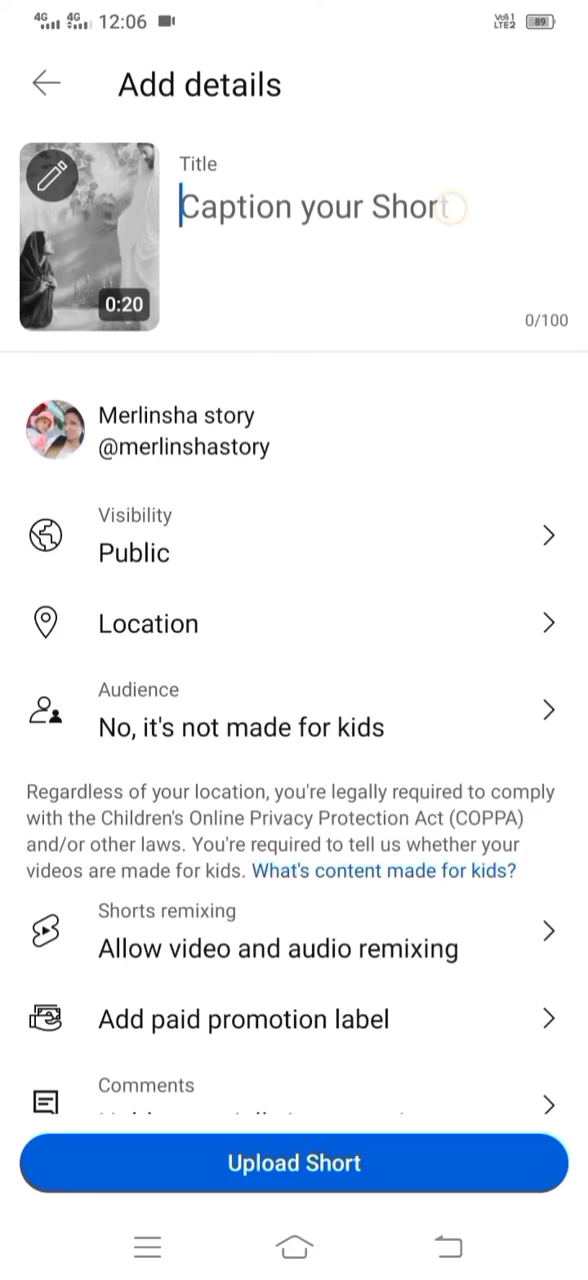 4G 4G 12:06 Vo) 1 LTE2 89
Add details
Title
Caption your Short
0:20
0/100
Merlinsha story
@merlinshastory
Visibility
Public
Location
Audience
No, it's not made for kids
Regardless of your location, you're legally required to comply
with the Children's Online Privacy Protection Act (COPPA)
and/or other laws. You're required to tell us whether your
videos are made for kids. What's content made for kids?
Shorts remixing
Allow video and audio remixing
Add paid promotion label
Comments
Upload Short